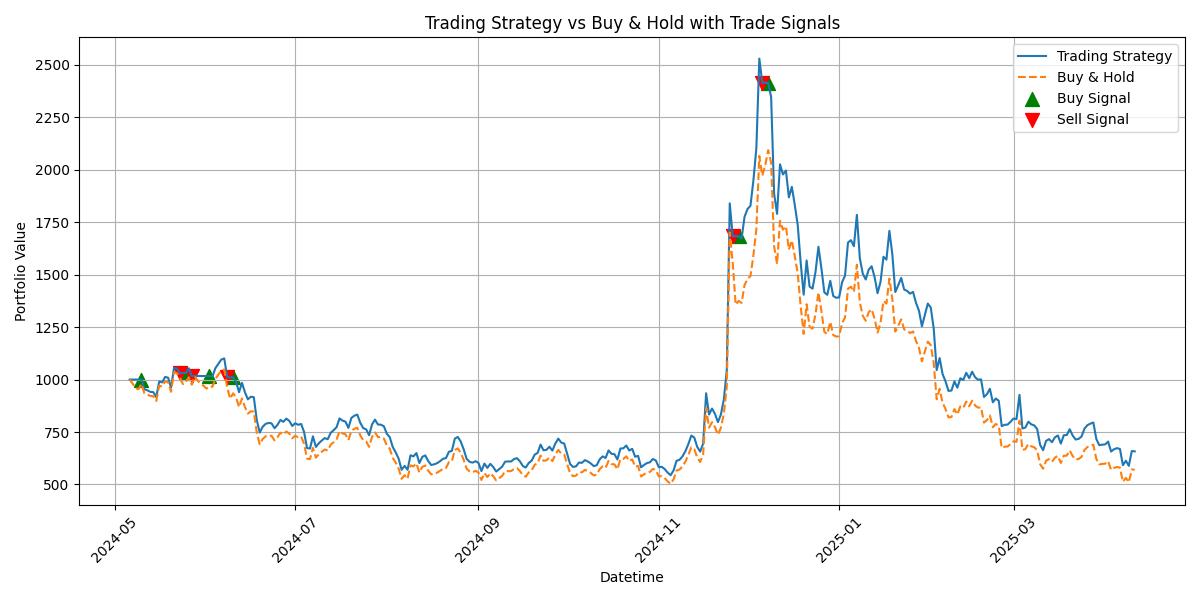 Trading Strategy vs Buy & Hold with Trade Signals
Trading Strategy
Buy & Hold
Buy Signal
Sell Signal
Portfolio Value
2500
2250
2000
1750
1500
1250
1000
750
500
2024-05
2024-07
2024-09
2024-11
2025-01
2025-03
Datetime